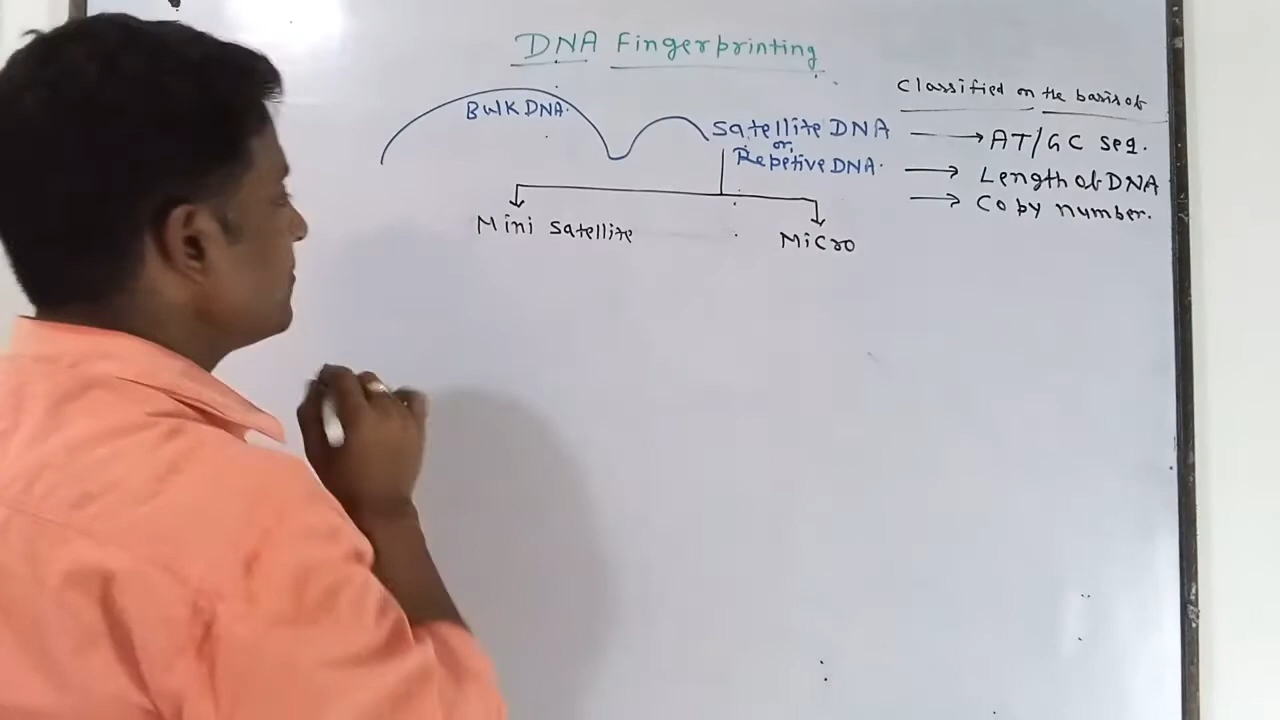 DNA Fingerprinting
Classified on the basis of
Bulk DNA
Satellite DNA
or
Repetive DNA
AT/GC seq.
Length of DNA
Copy number.
Mini Satellite
Micro